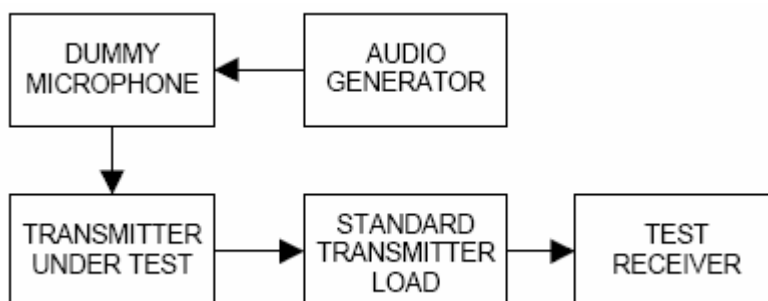 DUMMY
MICROPHONE
AUDIO
GENERATOR
TRANSMITTER
UNDER TEST
STANDARD
TRANSMITTER
LOAD
TEST
RECEIVER